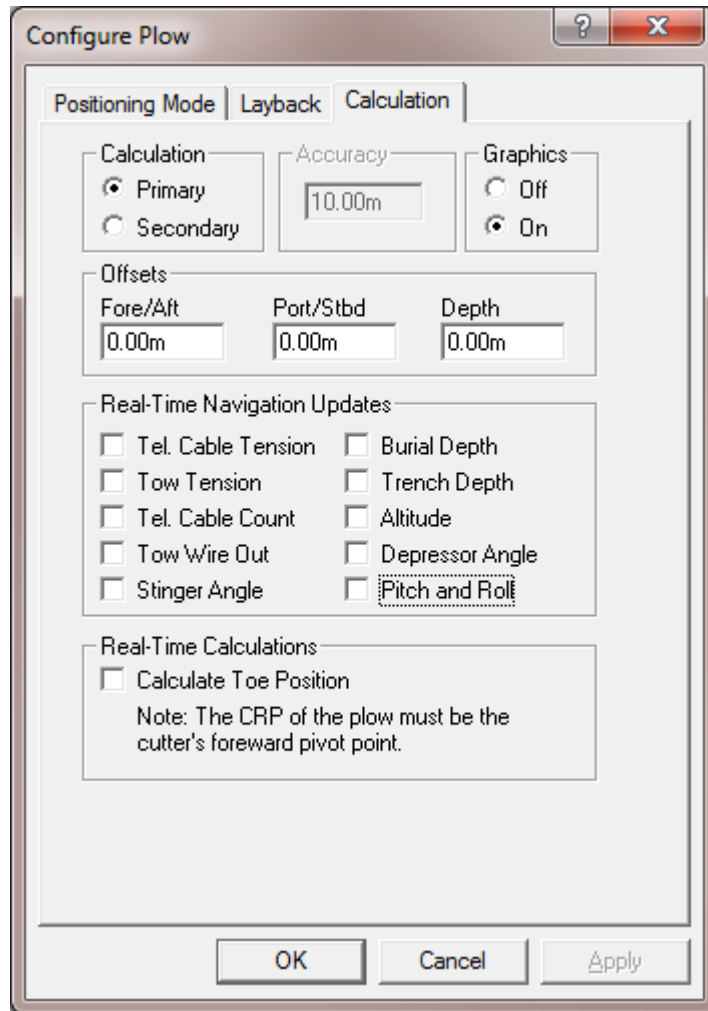 Configure Plow
?
X
Positioning Mode Layback Calculation
Calculation Accuracy Graphics
Primary 10.00m Off
Secondary On
Offsets
Fore/Aft Port/Stbd Depth
0.00m 0.00m 0.00m
Real-Time Navigation Updates
Tel. Cable Tension Burial Depth
Tow Tension Trench Depth
Tel. Cable Count Altitude
Tow Wire Out Depressor Angle
Stinger Angle Pitch and Roll
Real-Time Calculations
Calculate Toe Position
Note: The CRP of the plow must be the
cutter's foreward pivot point.
OK Cancel Apply